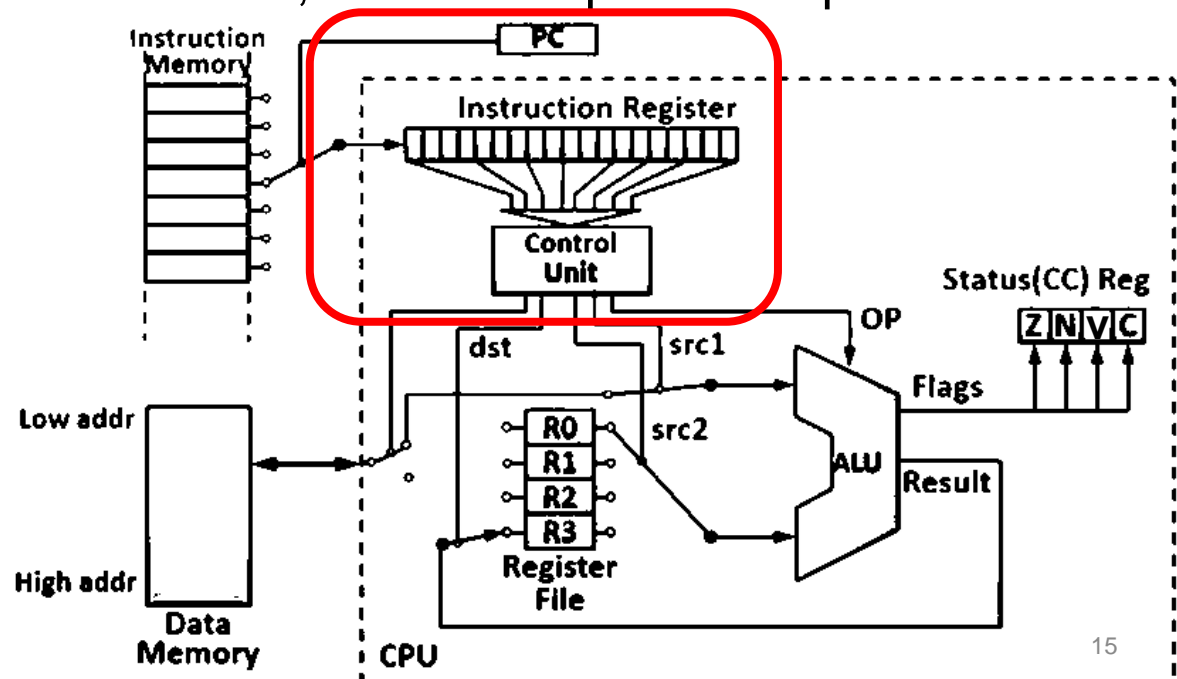 Instruction
Memory
PC
Instruction Register
Control
Unit
Status(CC) Reg
Z N V C
OP
dst
src1
Flags
Low addr
R0
src2
R1
ALU
R2
Result
R3
Register
File
High addr
Data
Memory
CPU
15